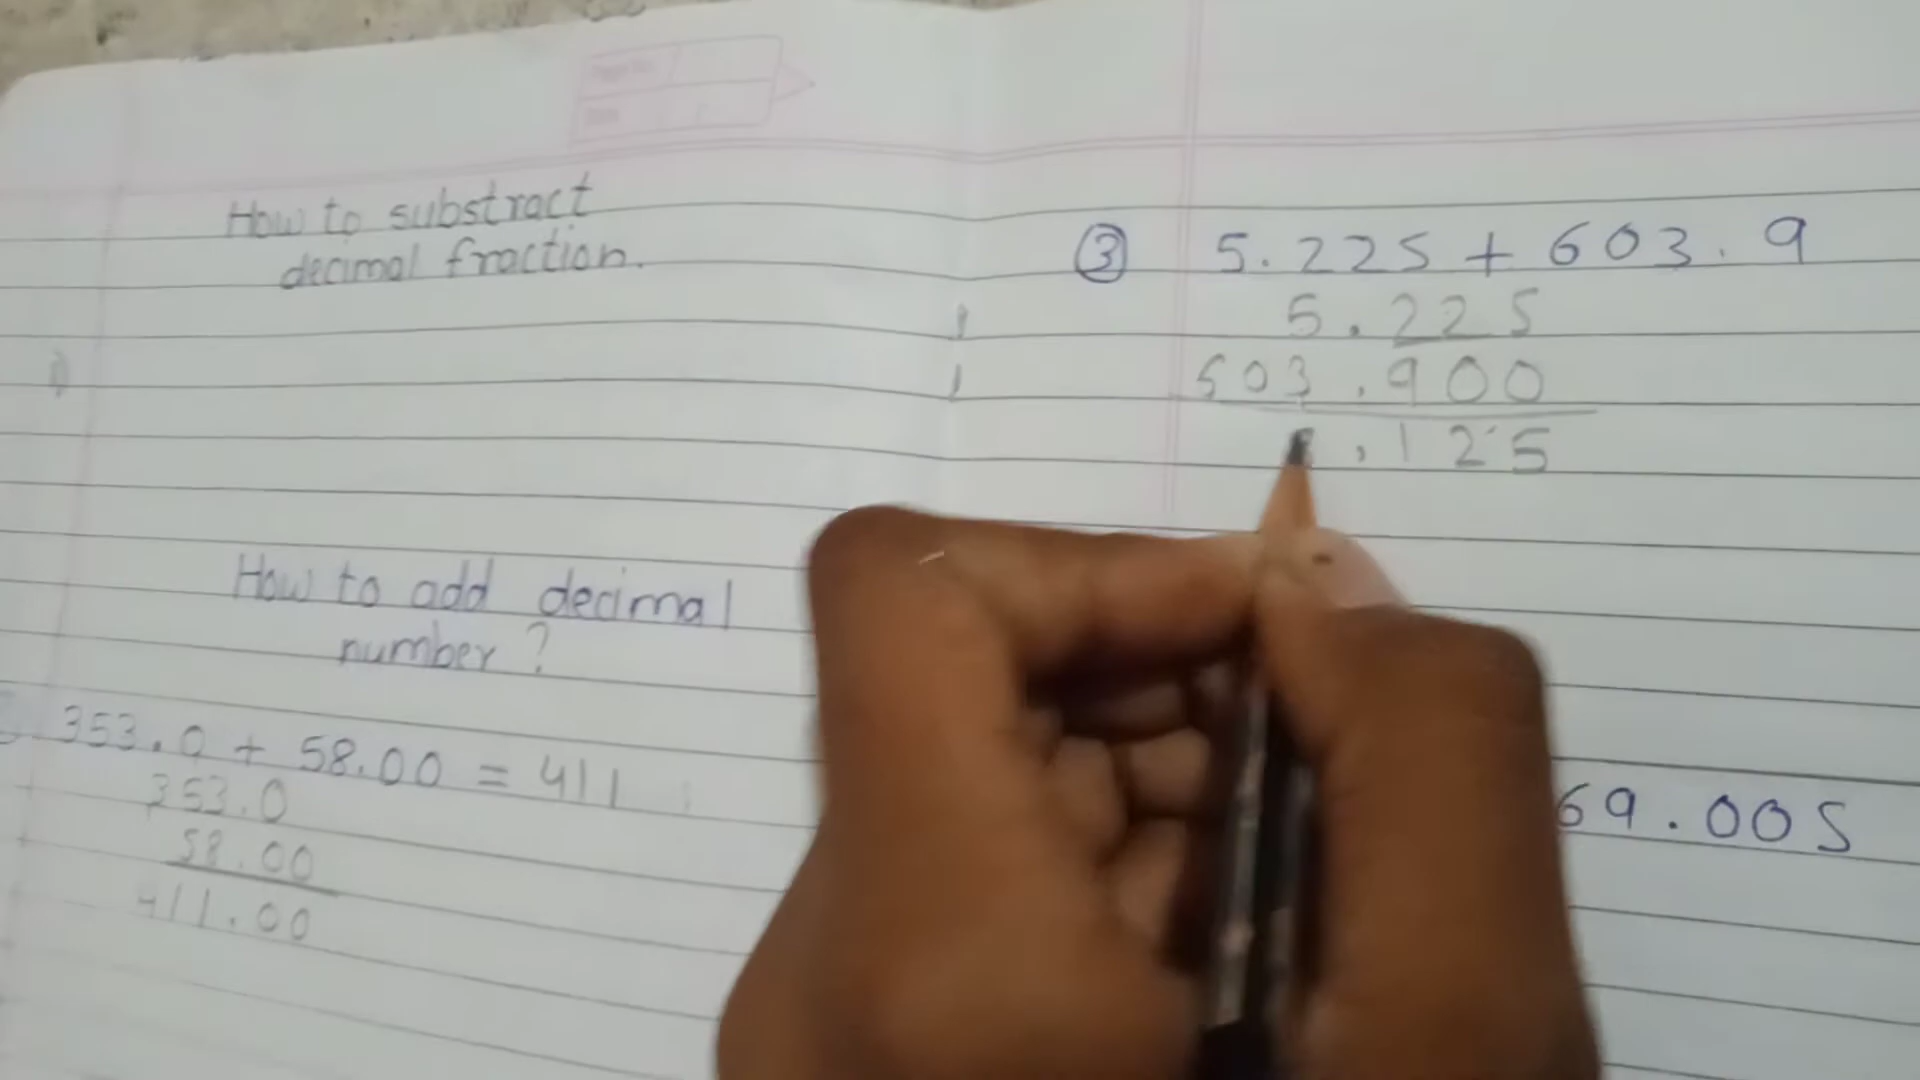 How to substract
decimal fraction.
How to add decimal
number ?
353.0 + 58.00 = 411
353.0
58.00
411.00
③ 5.225 + 603.9
5.225
503.900
.125
69.005